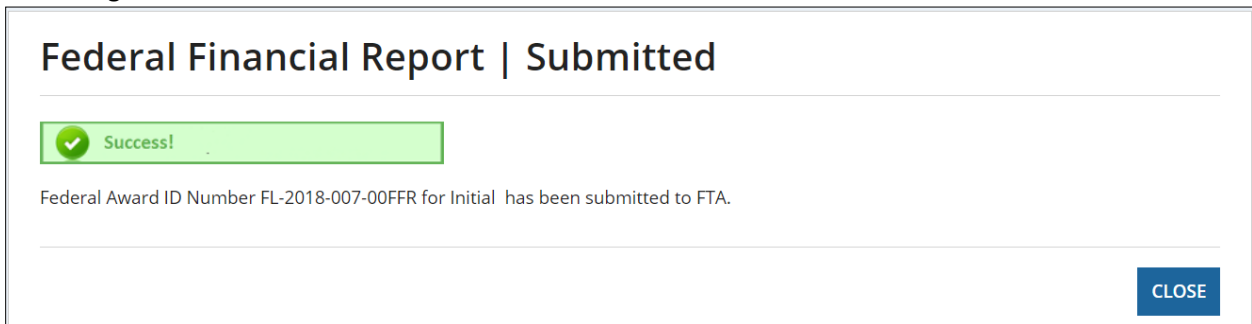 Federal Financial Report | Submitted
Success!
Federal Award ID Number FL-2018-007-00FFR for Initial  has been submitted to FTA.
CLOSE